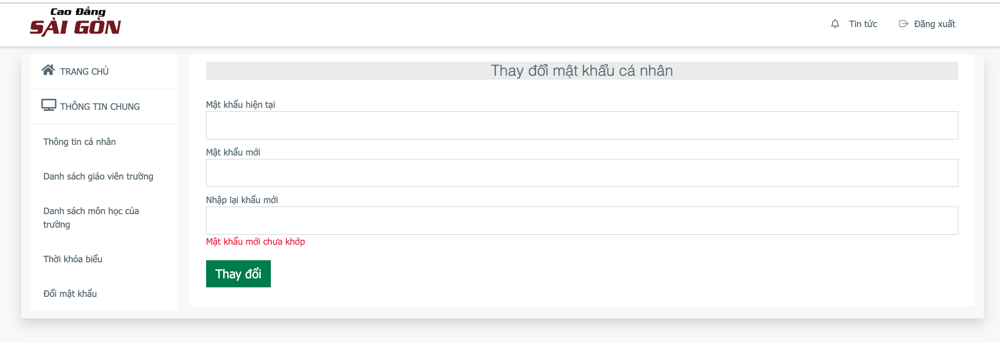 Cao Đẳng
SÀI GÒN
Tin tức
Đăng xuất
TRANG CHỦ
THÔNG TIN CHUNG
Thông tin cá nhân
Danh sách giáo viên trường
Danh sách môn học của
trường
Thời khóa biểu
Đổi mật khẩu
Thay đổi mật khẩu cá nhân
Mật khẩu hiện tại
Mật khẩu mới
Nhập lại khẩu mới
Mật khẩu mới chưa khớp
Thay đổi